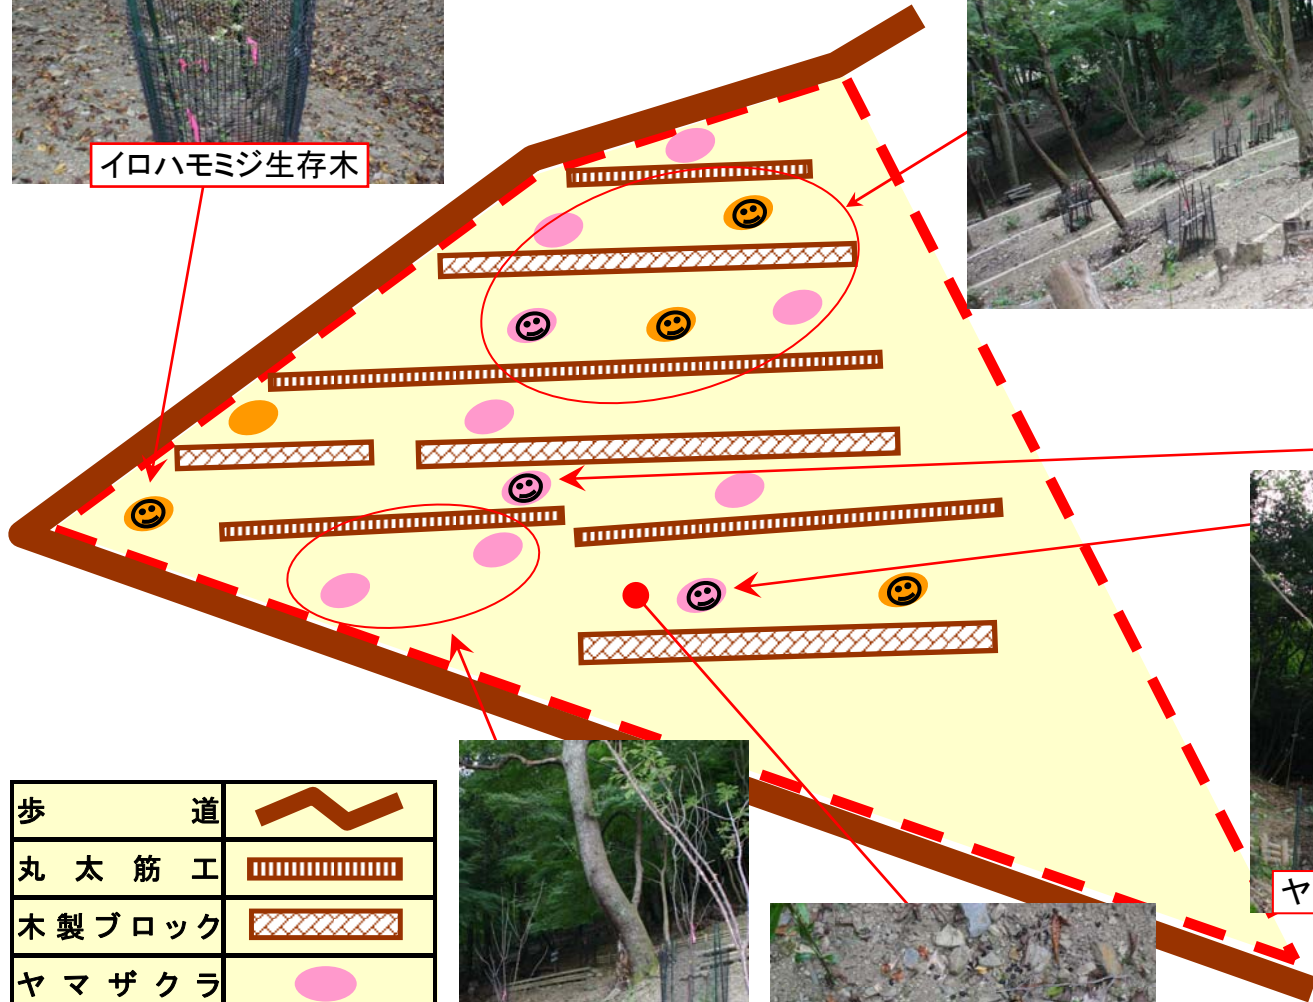 イロハモミジ生存木
ヤ
歩道
丸太筋工
木製ブロック
ヤマザクラ